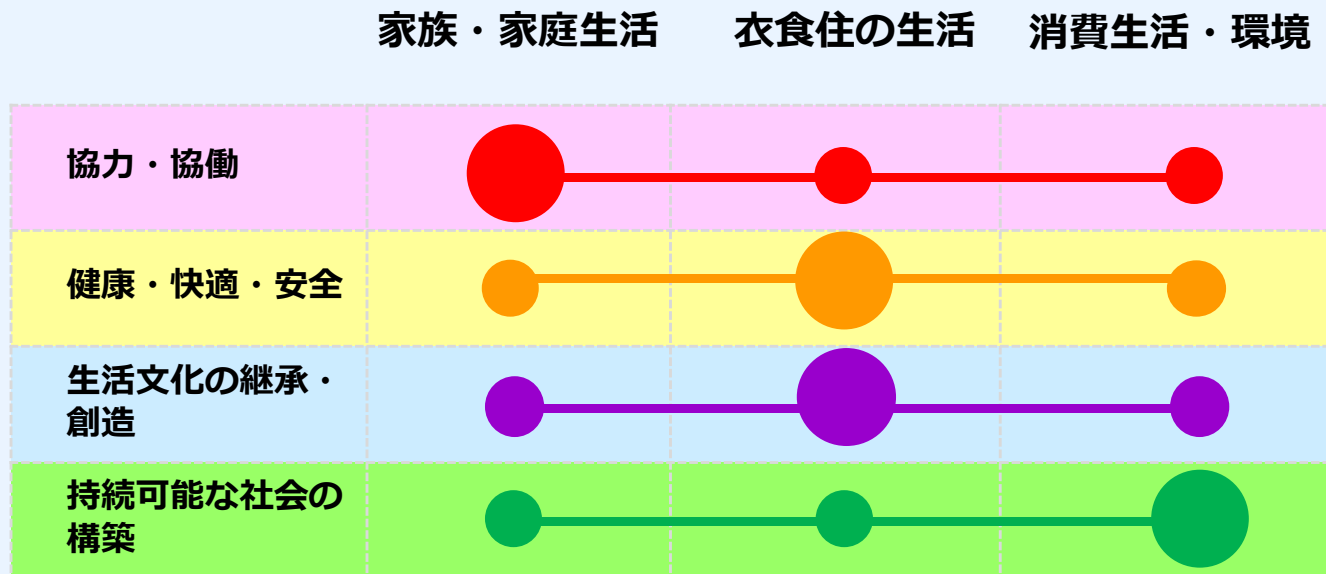 家族・家庭生活 衣食住の生活 消費生活・環境
協力・協働
健康・快適・安全
生活文化の継承・
創造
持続可能な社会の
構築